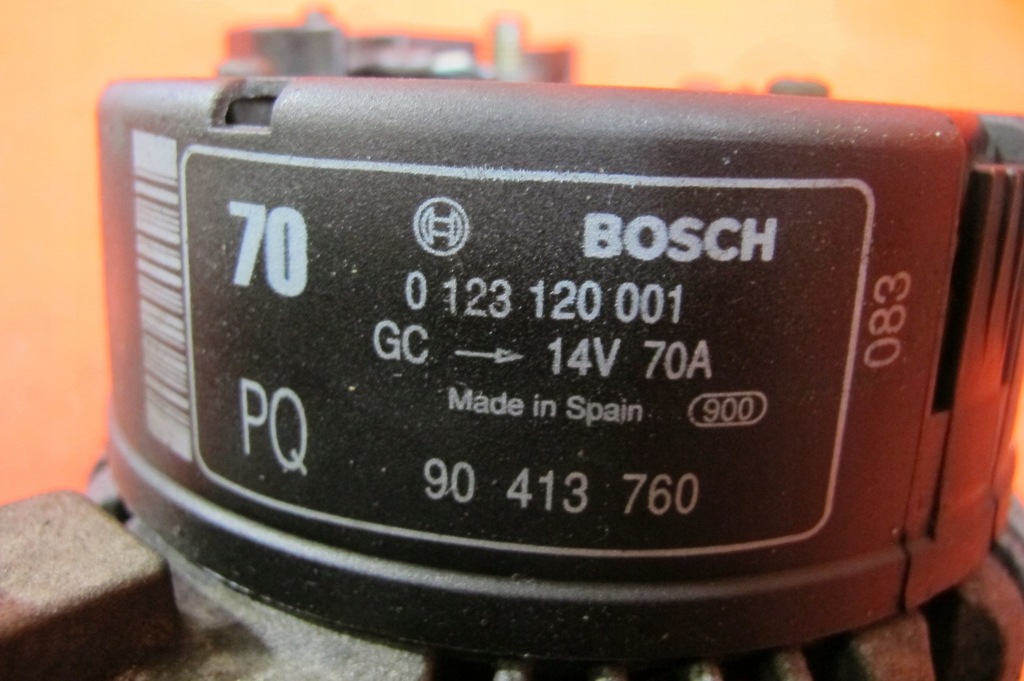 70
BOSCH
0 123 120 001
GC → 14V 70A
Made in Spain 900
PQ
90 413 760
083